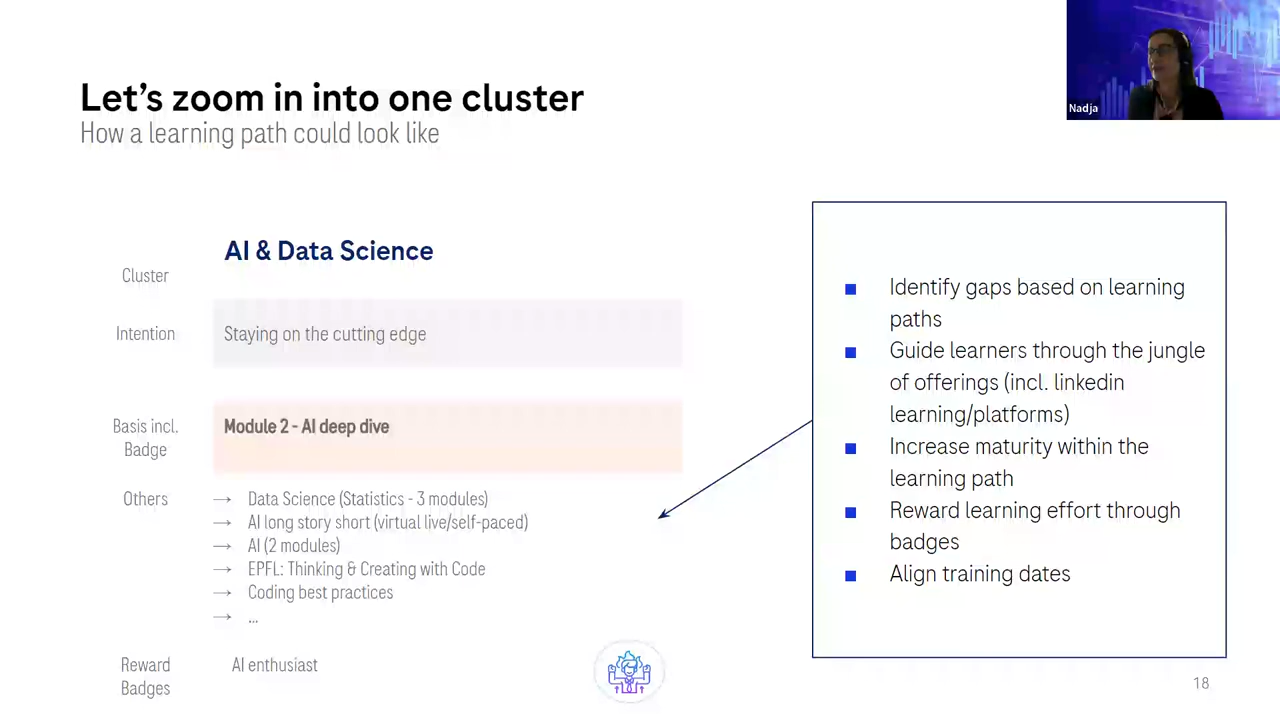 Let's zoom in into one cluster
How a learning path could look like
Nadja
Cluster
AI & Data Science
Intention
Staying on the cutting edge
Basis incl.
Badge
Module 2 - AI deep dive
Others
→ Data Science (Statistics - 3 modules)
→ AI long story short (virtual live/self-paced)
→ AI (2 modules)
→ EPFL: Thinking & Creating with Code
→ Coding best practices
→ ...
Reward
Badges
AI enthusiast
■ Identify gaps based on learning
paths
■ Guide learners through the jungle
of offerings (incl. linkedin
learning/platforms)
■ Increase maturity within the
learning path
■ Reward learning effort through
badges
■ Align training dates
18